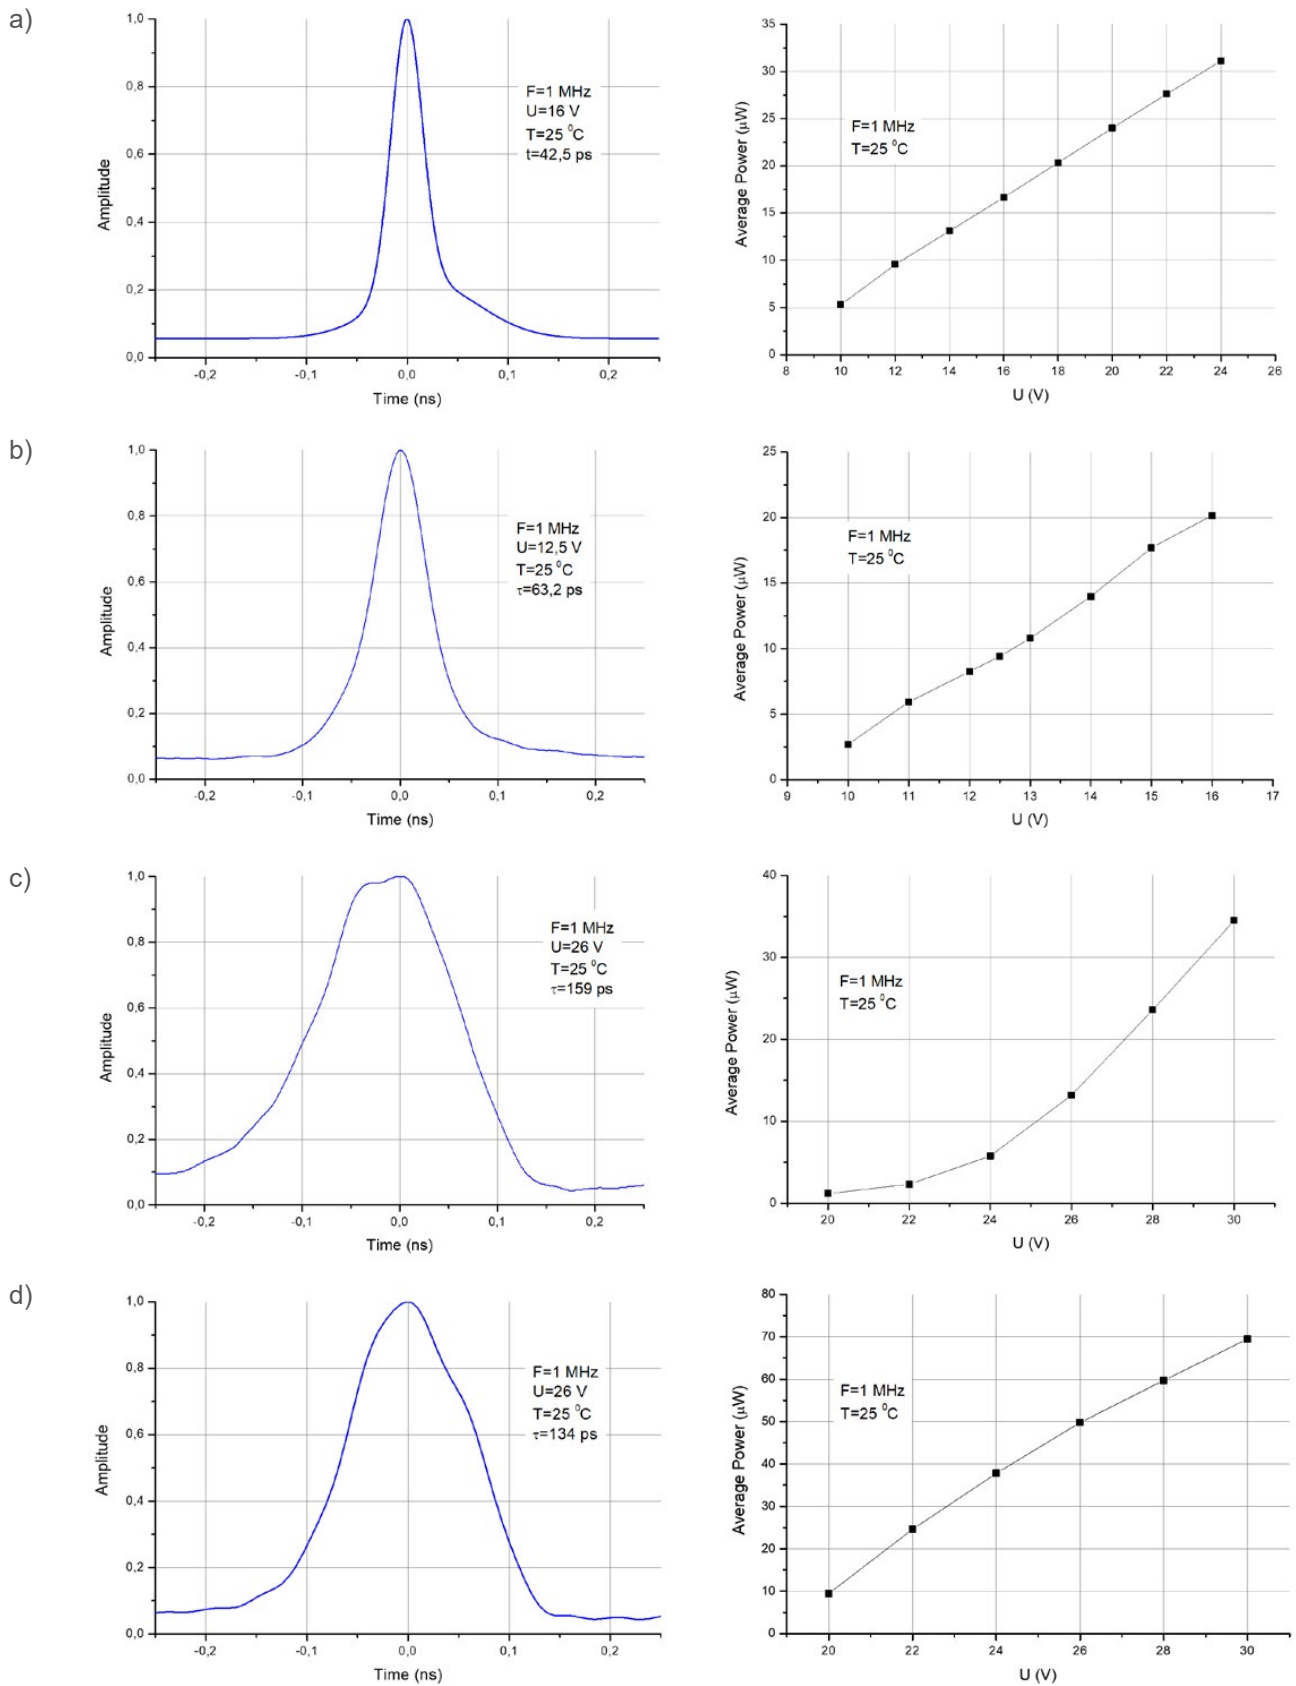 a)
1,0
0,8
0,6
0,4
0,2
0,0
Amplitude
F=1 MHz
U=16 V
T=25 ⁰C
t=42,5 ps
-0,2 -0,1 0,0 0,1 0,2
Time (ns)
35
30
25
20
15
10
5
0
Average Power (µW)
F=1 MHz
T=25 ⁰C
8 10 12 14 16 18 20 22 24 26
U (V)
b)
1,0
0,8
0,6
0,4
0,2
0,0
Amplitude
F=1 MHz
U=12,5 V
T=25 ⁰C
τ=63,2 ps
-0,2 -0,1 0,0 0,1 0,2
Time (ns)
25
20
15
10
5
0
Average Power (µW)
F=1 MHz
T=25 ⁰C
9 10 11 12 13 14 15 16 17
U (V)
c)
1,0
0,8
0,6
0,4
0,2
0,0
Amplitude
F=1 MHz
U=26 V
T=25 ⁰C
τ=159 ps
-0,2 -0,1 0,0 0,1 0,2
Time (ns)
40
30
20
10
0
Average Power (µW)
F=1 MHz
T=25 ⁰C
20 22 24 26 28 30
U (V)
d)
1,0
0,8
0,6
0,4
0,2
0,0
Amplitude
F=1 MHz
U=26 V
T=25 ⁰C
τ=134 ps
-0,2 -0,1 0,0 0,1 0,2
Time (ns)
80
70
60
50
40
30
20
10
0
Average Power (µW)
F=1 MHz
T=25 ⁰C
20 22 24 26 28 30
U (V)